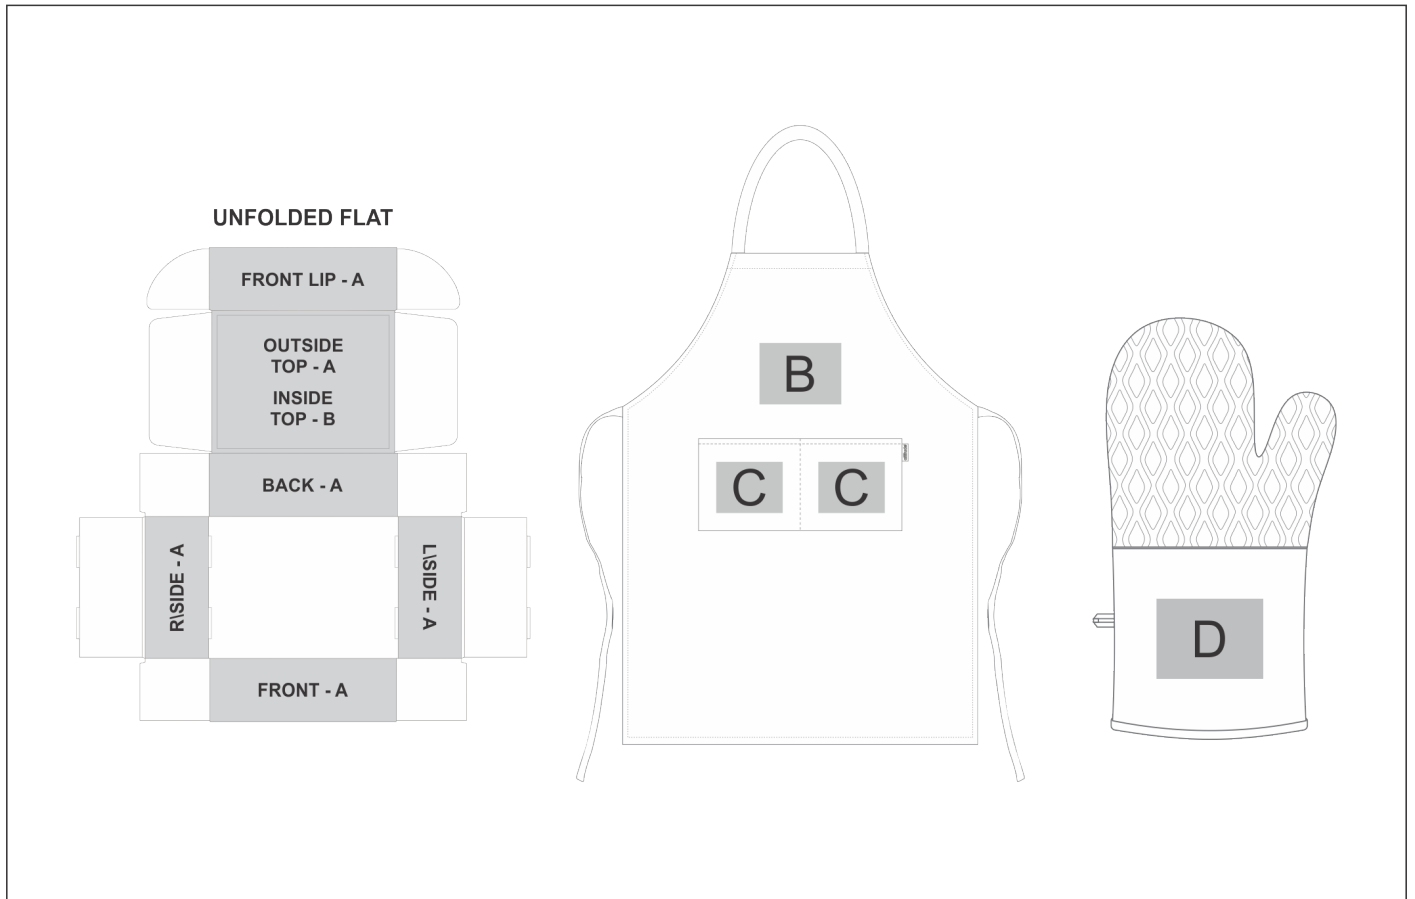 UNFOLDED FLAT
FRONT LIP - A
OUTSIDE
TOP - A
INSIDE
TOP - B
BACK - A
R\SIDE - A
L\SIDE - A
FRONT - A
B
C
C
D